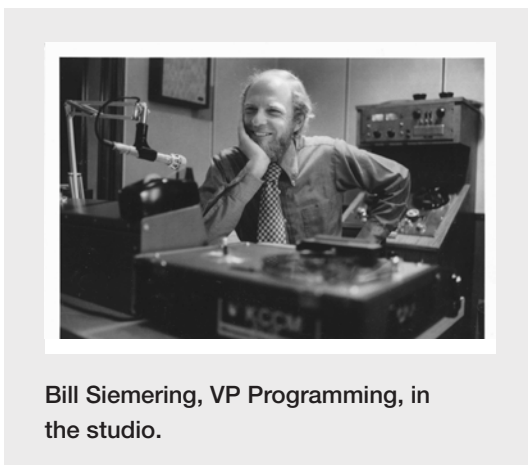 KCCM
Bill Siemering, VP Programming, in
the studio.